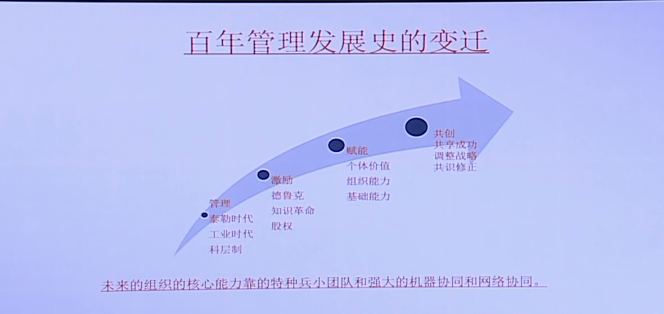 百年管理发展史的变迁
管理
泰勒时代
工业时代
科层制
激励
德鲁克
知识革命
股权
赋能
个体价值
组织能力
基础能力
共创
共享成功
调整战略
共识修正
未来的组织的核心能力靠的特种兵小团队和强大的机器协同和网络协同。